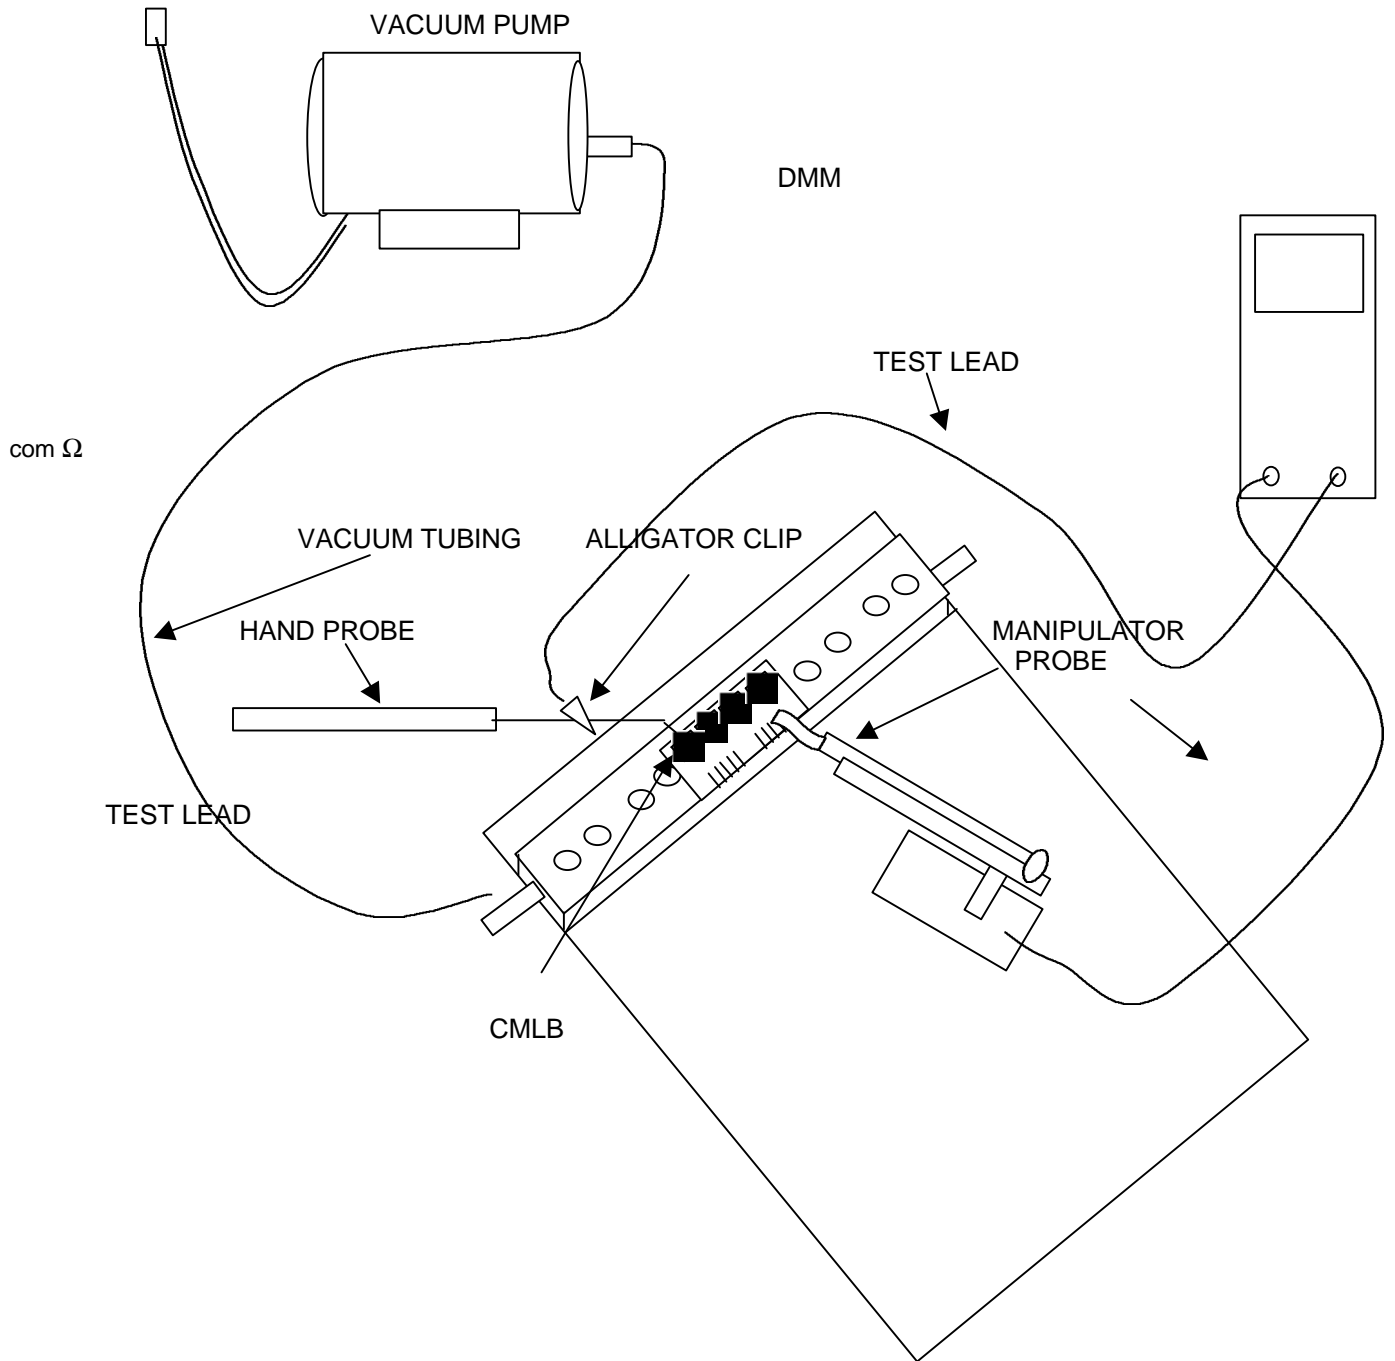 VACUUM PUMP
DMM
TEST LEAD
com Ω
VACUUM TUBING
ALLIGATOR CLIP
HAND PROBE
MANIPULATOR
PROBE
TEST LEAD
CMLB